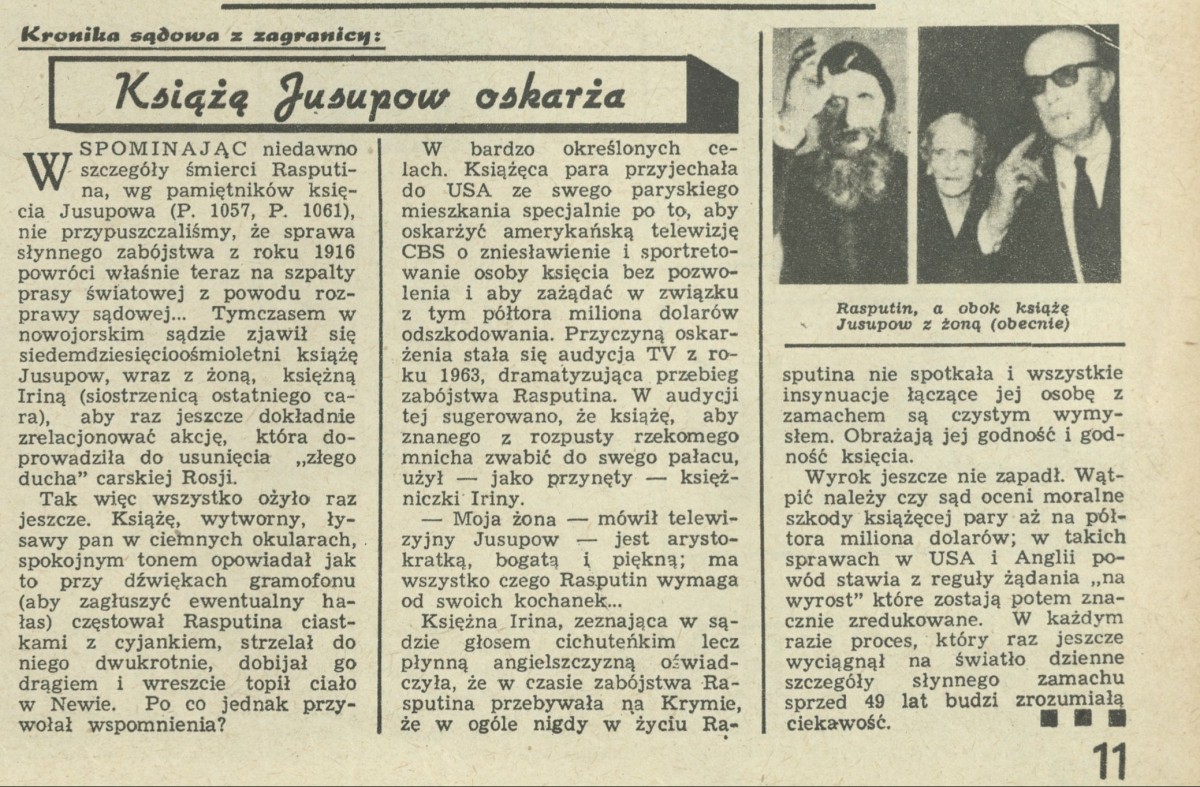 Kronika sądowa z zagranicy:
Książę Jusupow oskarża
WSPOMINAJĄC niedawno
szczegóły śmierci Rasputi-
na, wg pamiętników księ-
cia Jusupowa (P. 1057, P. 1061),
nie przypuszczaliśmy, że sprawa
słynnego zabójstwa z roku 1916
powróci właśnie teraz na szpalty
prasy światowej z powodu roz-
prawy sądowej... Tymczasem w
nowojorskim sądzie zjawił się
siedemdziesięcioośmioletni książę
Jusupow, wraz z żoną, księżną
Iriną (siostrzenicą ostatniego ca-
ra), aby raz jeszcze dokładnie
zrelacjonować akcję, która do-
prowadziła do usunięcia „złego
ducha" carskiej Rosji.
Tak więc wszystko ożyło raz
jeszcze. Książę, wytworny, ły-
sawy pan w ciemnych okularach,
spokojnym tonem opowiadał jak
to przy dźwiękach gramofonu
(aby zagłuszyć ewentualny ha-
łas) częstował Rasputina ciast-
kami z cyjankiem, strzelał do
niego dwukrotnie, dobijał go
drągiem i wreszcie topił ciało
w Newie. Po co jednak przy-
wołał wspomnienia?
W bardzo określonych ce-
lach. Książęca para przyjechała
do USA ze swego paryskiego
mieszkania specjalnie po to, aby
oskarżyć amerykańską telewizję
CBS o zniesławienie i sportreto-
wanie osoby księcia bez pozwo-
lenia i aby zażądać w związku
z tym półtora miliona dolarów
odszkodowania. Przyczyną oskar-
żenia stała się audycja TV z ro-
ku 1963, dramatyzująca przebieg
zabójstwa Rasputina. W audycji
tej sugerowano, że książę, aby
znanego z rozpusty rzekomego
mnicha zwabić do swego pałacu,
użył — jako przynęty — księż-
niczki Iriny.
— Moja żona — mówił telewi-
zyjny Jusupow — jest arysto-
kratką, bogatą i piękną; ma
wszystko czego Rasputin wymaga
od swoich kochanek...
Księżna Irina, zeznająca w są-
dzie głosem cichuteńkim lecz
płynną angielszczyzną oświad-
czyła, że w czasie zabójstwa Ra-
sputina przebywała na Krymie,
że w ogóle nigdy w życiu Ra-
Rasputin, a obok książę
Jusupow z żoną (obecnie)
sputina nie spotkała i wszystkie
insynuacje łączące jej osobę z
zamachem są czystym wymy-
słem. Obrażają jej godność i god-
ność księcia.
Wyrok jeszcze nie zapadł. Wąt-
pić należy czy sąd oceni moralne
szkody książęcej pary aż na pół-
tora miliona dolarów; w takich
sprawach w USA i Anglii po-
wód stawia z reguły żądania „na
wyrost" które zostają potem zna-
cznie zredukowane. W każdym
razie proces, który raz jeszcze
wyciągnął na światło dzienne
szczegóły słynnego zamachu
sprzed 49 lat budzi zrozumiałą
ciekawość.
11